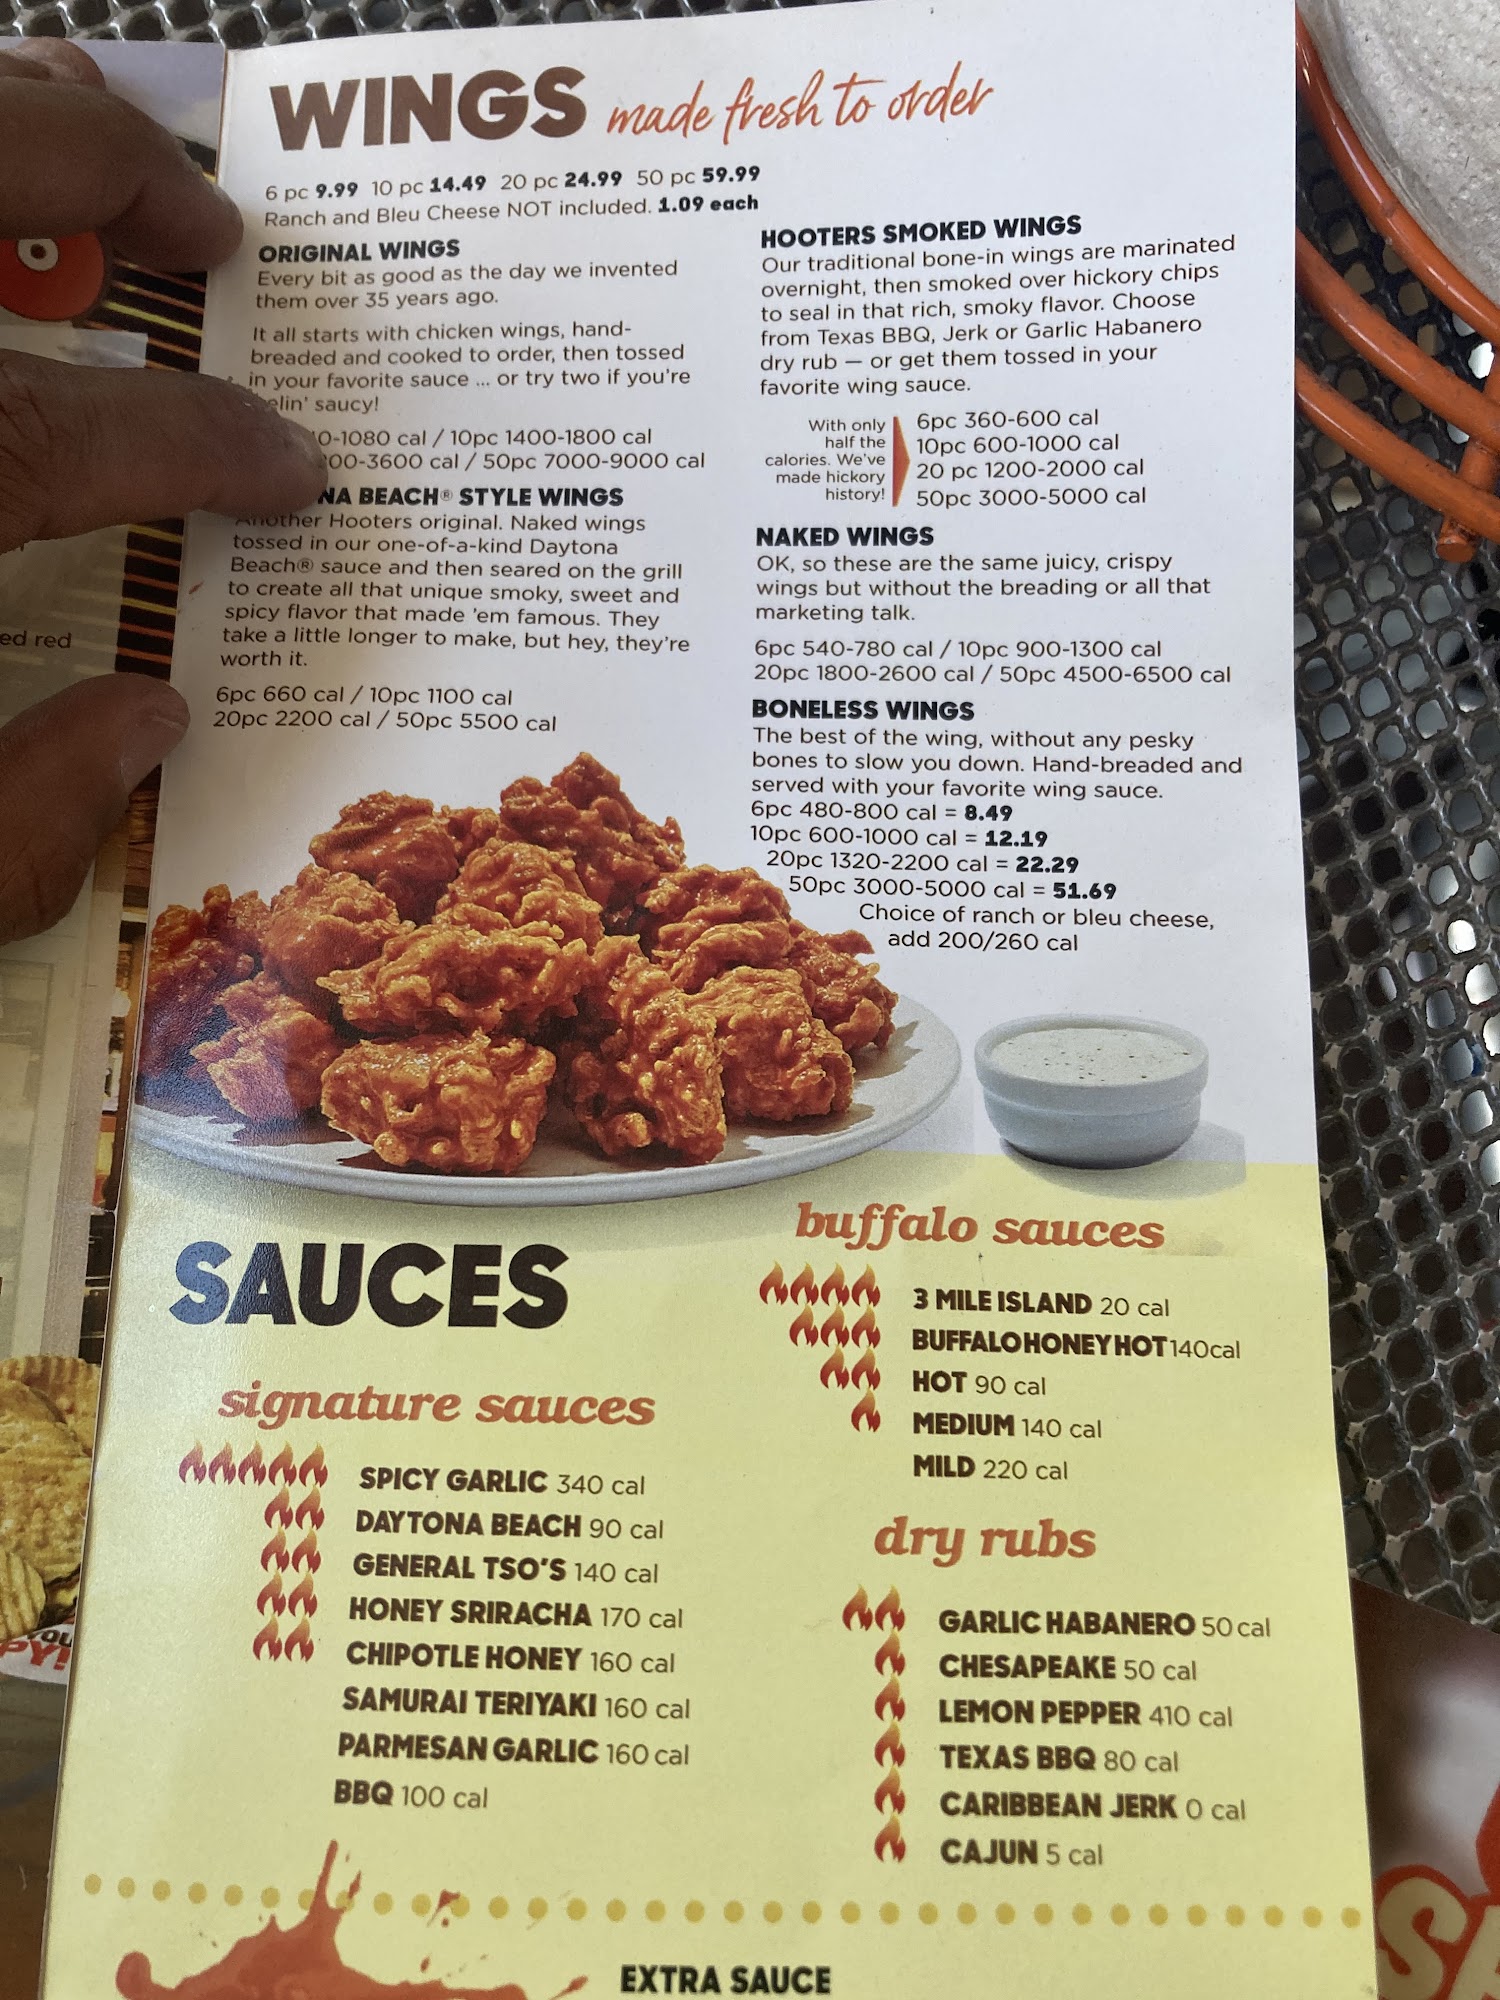 WINGS made fresh to order
6 pc 9.99 10 pc 14.49 20 pc 24.99 50 pc 59.99
Ranch and Bleu Cheese NOT included. 1.09 each
ORIGINAL WINGS
Every bit as good as the day we invented
them over 35 years ago.
It all starts with chicken wings, hand-
breaded and cooked to order, then tossed
in your favorite sauce ... or try two if you're
elin' saucy!
0-1080 cal / 10pc 1400-1800 cal
00-3600 cal / 50pc 7000-9000 cal
NA BEACH® STYLE WINGS
Another Hooters original. Naked wings
tossed in our one-of-a-kind Daytona
Beach® sauce and then seared on the grill
to create all that unique smoky, sweet and
spicy flavor that made 'em famous. They
take a little longer to make, but hey, they're
worth it.
6pc 660 cal / 10pc 1100 cal
20pc 2200 cal / 50pc 5500 cal
HOOTERS SMOKED WINGS
Our traditional bone-in wings are marinated
overnight, then smoked over hickory chips
to seal in that rich, smoky flavor. Choose
from Texas BBQ, Jerk or Garlic Habanero
dry rub — or get them tossed in your
favorite wing sauce.
With only
half the
calories. We've
made hickory
history!
6pc 360-600 cal
10pc 600-1000 cal
20 pc 1200-2000 cal
50pc 3000-5000 cal
NAKED WINGS
OK, so these are the same juicy, crispy
wings but without the breading or all that
marketing talk.
6pc 540-780 cal / 10pc 900-1300 cal
20pc 1800-2600 cal / 50pc 4500-6500 cal
BONELESS WINGS
The best of the wing, without any pesky
bones to slow you down. Hand-breaded and
served with your favorite wing sauce.
6pc 480-800 cal = 8.49
10pc 600-1000 cal = 12.19
20pc 1320-2200 cal = 22.29
50pc 3000-5000 cal = 51.69
Choice of ranch or bleu cheese,
add 200/260 cal
SAUCES
signature sauces
SPICY GARLIC 340 cal
DAYTONA BEACH 90 cal
GENERAL TSO'S 140 cal
HONEY SRIRACHA 170 cal
CHIPOTLE HONEY 160 cal
SAMURAI TERIYAKI 160 cal
PARMESAN GARLIC 160 cal
BBQ 100 cal
buffalo sauces
3 MILE ISLAND 20 cal
BUFFALO HONEY HOT 140cal
HOT 90 cal
MEDIUM 140 cal
MILD 220 cal
dry rubs
GARLIC HABANERO 50 cal
CHESAPEAKE 50 cal
LEMON PEPPER 410 cal
TEXAS BBQ 80 cal
CARIBBEAN JERK 0 cal
CAJUN 5 cal
EXTRA SAUCE
ed red